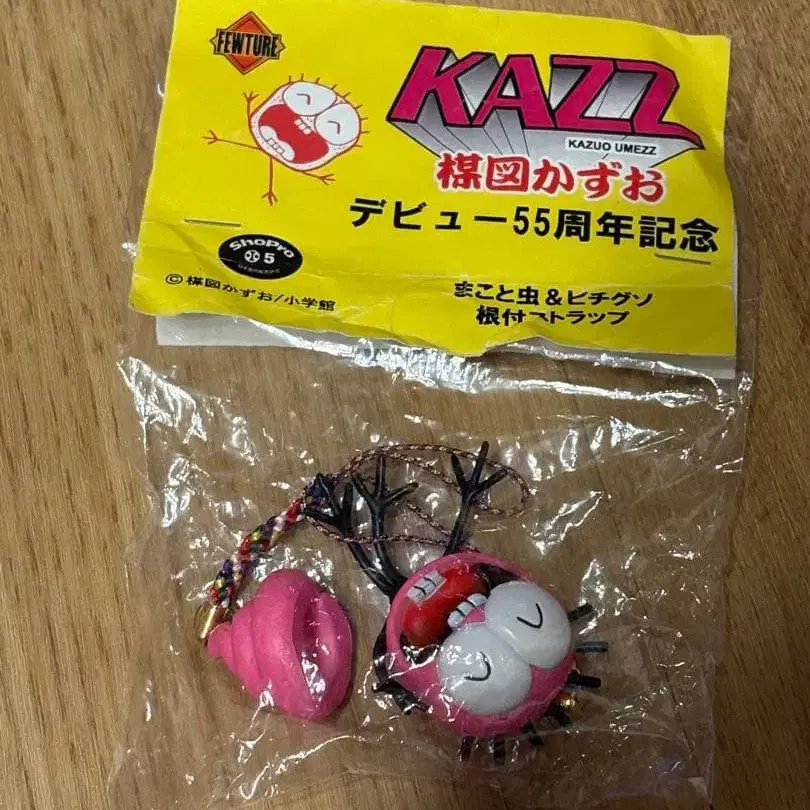 FEWTURE
KAZZ
KAZUO UMEZZ
楳図かずお
デビュー55周年記念
ShoPro
5
©楳図かずお/小学館
まこと虫&ビチグソ
根付ストラップ